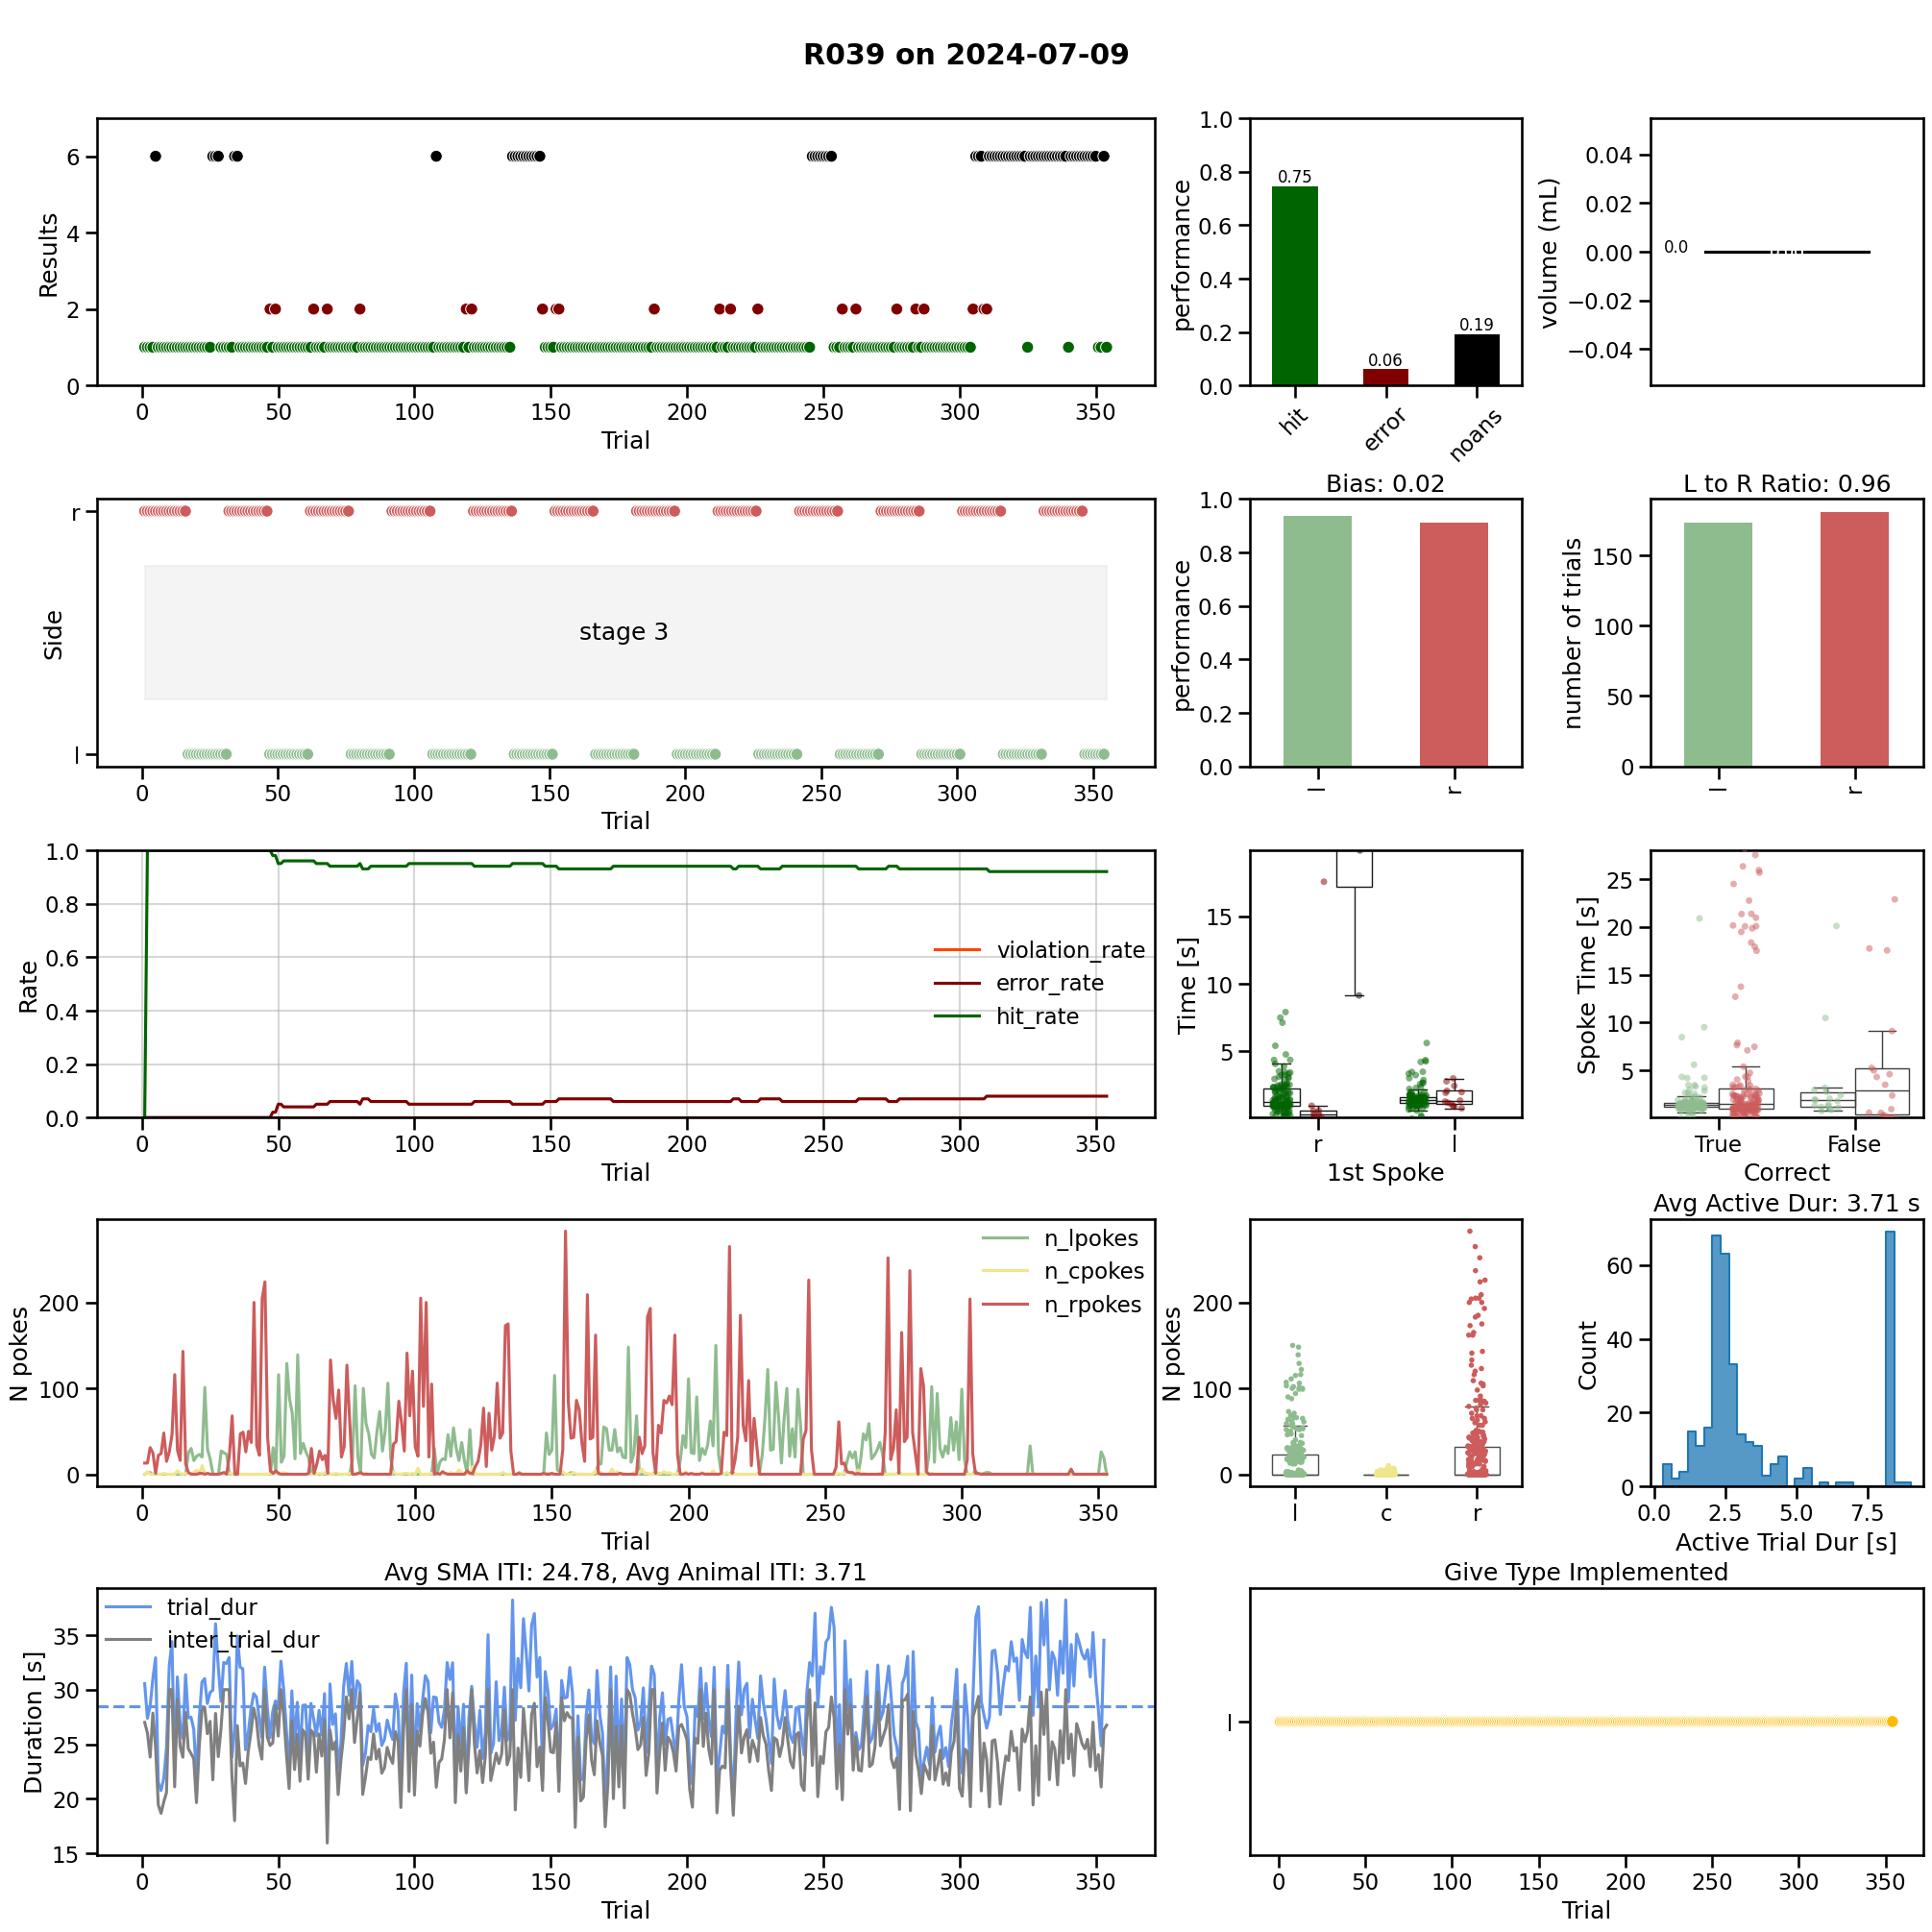 R039 on 2024-07-09
Results
6
4
2
0
0 50 100 150 200 250 300 350
Trial
performance
1.0
0.8
0.6
0.4
0.2
0.0
0.75
0.06
0.19
hit error noans
volume (mL)
0.04
0.02
0.00
−0.02
−0.04
0.0
Side
r
l
stage 3
0 50 100 150 200 250 300 350
Trial
Bias: 0.02
performance
1.0
0.8
0.6
0.4
0.2
0.0
l r
L to R Ratio: 0.96
number of trials
150
100
50
0
l r
Rate
1.0
0.8
0.6
0.4
0.2
0.0
violation_rate
error_rate
hit_rate
0 50 100 150 200 250 300 350
Trial
Time [s]
15
10
5
r l
1st Spoke
Spoke Time [s]
25
20
15
10
5
True False
Correct
N pokes
200
100
0
n_lpokes
n_cpokes
n_rpokes
0 50 100 150 200 250 300 350
Trial
N pokes
200
100
0
l c r
Avg Active Dur: 3.71 s
Count
60
40
20
0
0.0 2.5 5.0 7.5
Active Trial Dur [s]
Avg SMA ITI: 24.78, Avg Animal ITI: 3.71
Duration [s]
35
30
25
20
15
trial_dur
inter_trial_dur
0 50 100 150 200 250 300 350
Trial
Give Type Implemented
l
0 50 100 150 200 250 300 350
Trial